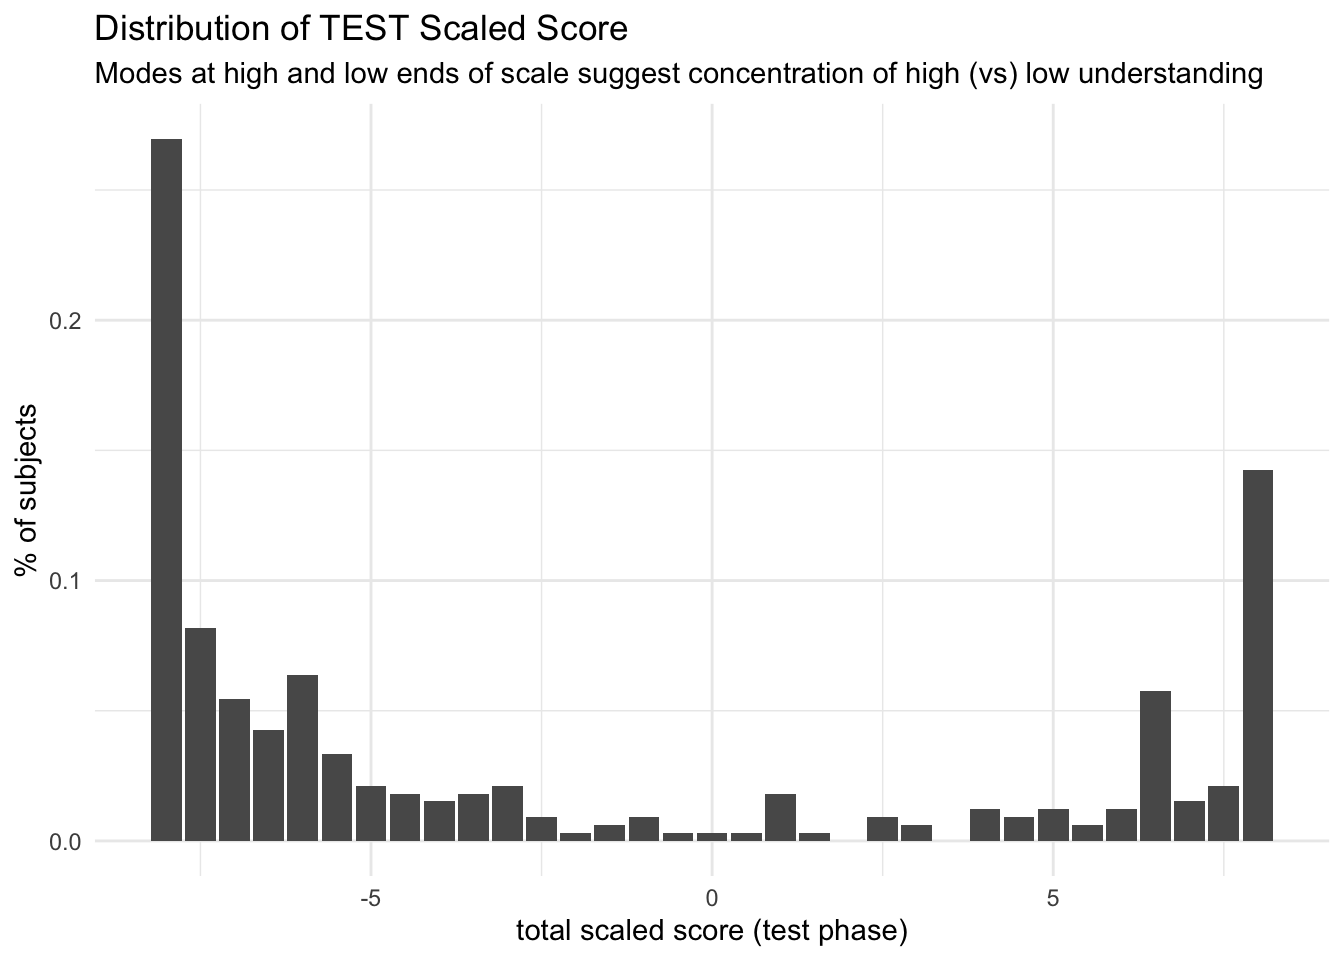 Distribution of TEST Scaled Score
Modes at high and low ends of scale suggest concentration of high (vs) low understanding
% of subjects
0.2
0.1
0.0
-5
0
5
total scaled score (test phase)